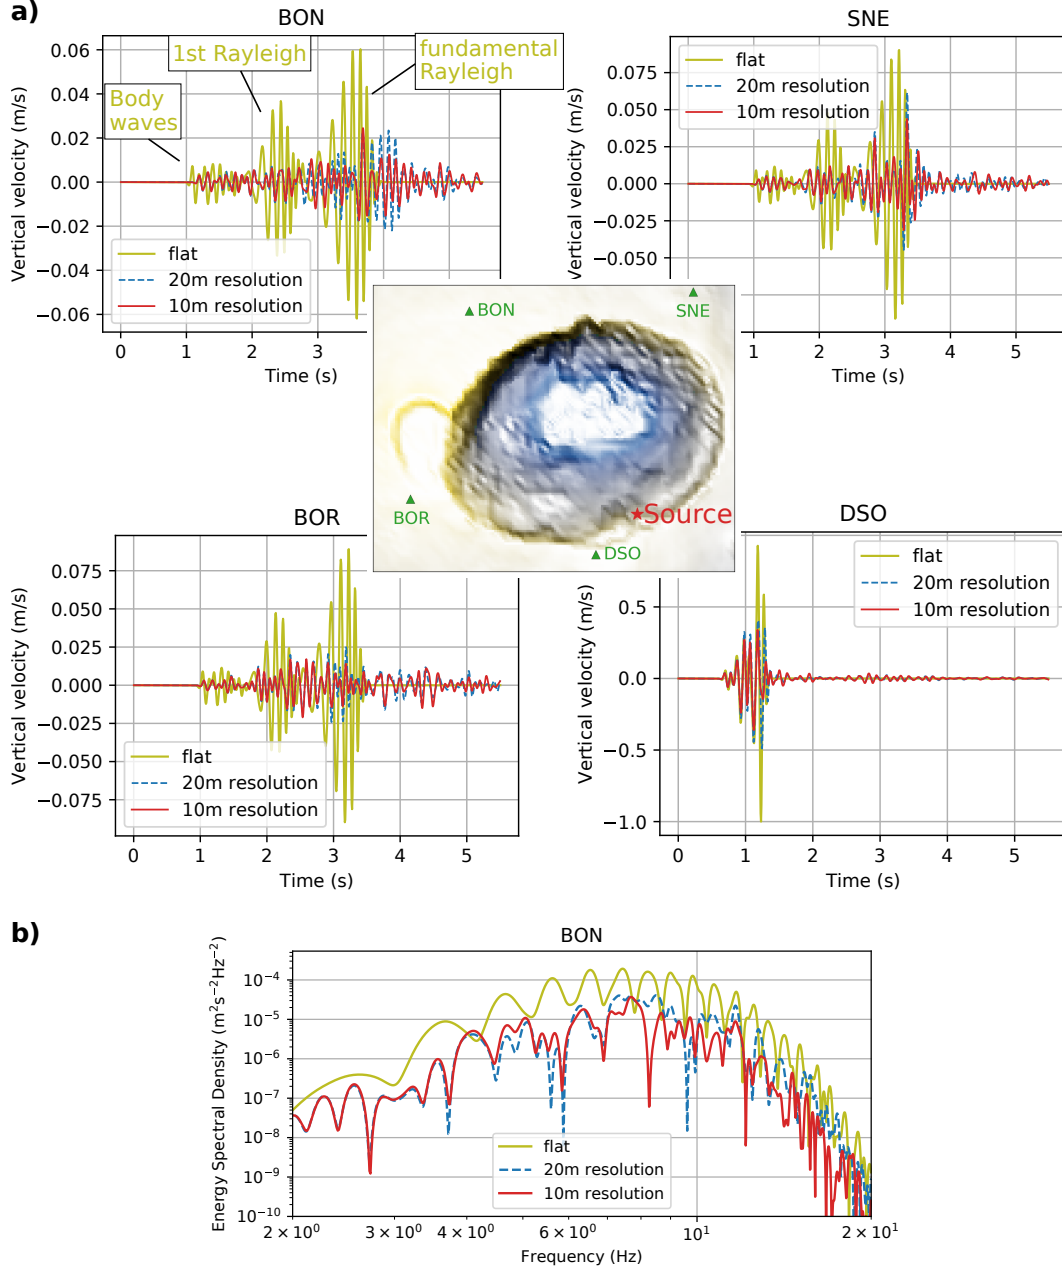 a)
BON
SNE
1st Rayleigh
fundamental
Rayleigh
Body
waves
0.06
0.04
0.02
0.00
−0.02
−0.04
−0.06
Vertical velocity (m/s)
flat
20m resolution
10m resolution
0
1
2
3
Time (s)
flat
20m resolution
10m resolution
0.075
0.050
0.025
0.000
−0.025
−0.050
Vertical velocity (m/s)
1
2
3
4
5
Time (s)
BON
SNE
BOR
DSO
Source
BOR
DSO
0.075
0.050
0.025
0.000
−0.025
−0.050
−0.075
Vertical velocity (m/s)
flat
20m resolution
10m resolution
0
1
2
3
4
5
Time (s)
flat
20m resolution
10m resolution
0.5
0.0
−0.5
−1.0
Vertical velocity (m/s)
0
1
2
3
4
5
Time (s)
b)
BON
Energy Spectral Density (m²s⁻²Hz⁻²)
10⁻⁴
10⁻⁵
10⁻⁶
10⁻⁷
10⁻⁸
10⁻⁹
10⁻¹⁰
flat
20m resolution
10m resolution
2 × 10⁰
3 × 10⁰
4 × 10⁰
6 × 10⁰
10¹
2 × 10¹
Frequency (Hz)